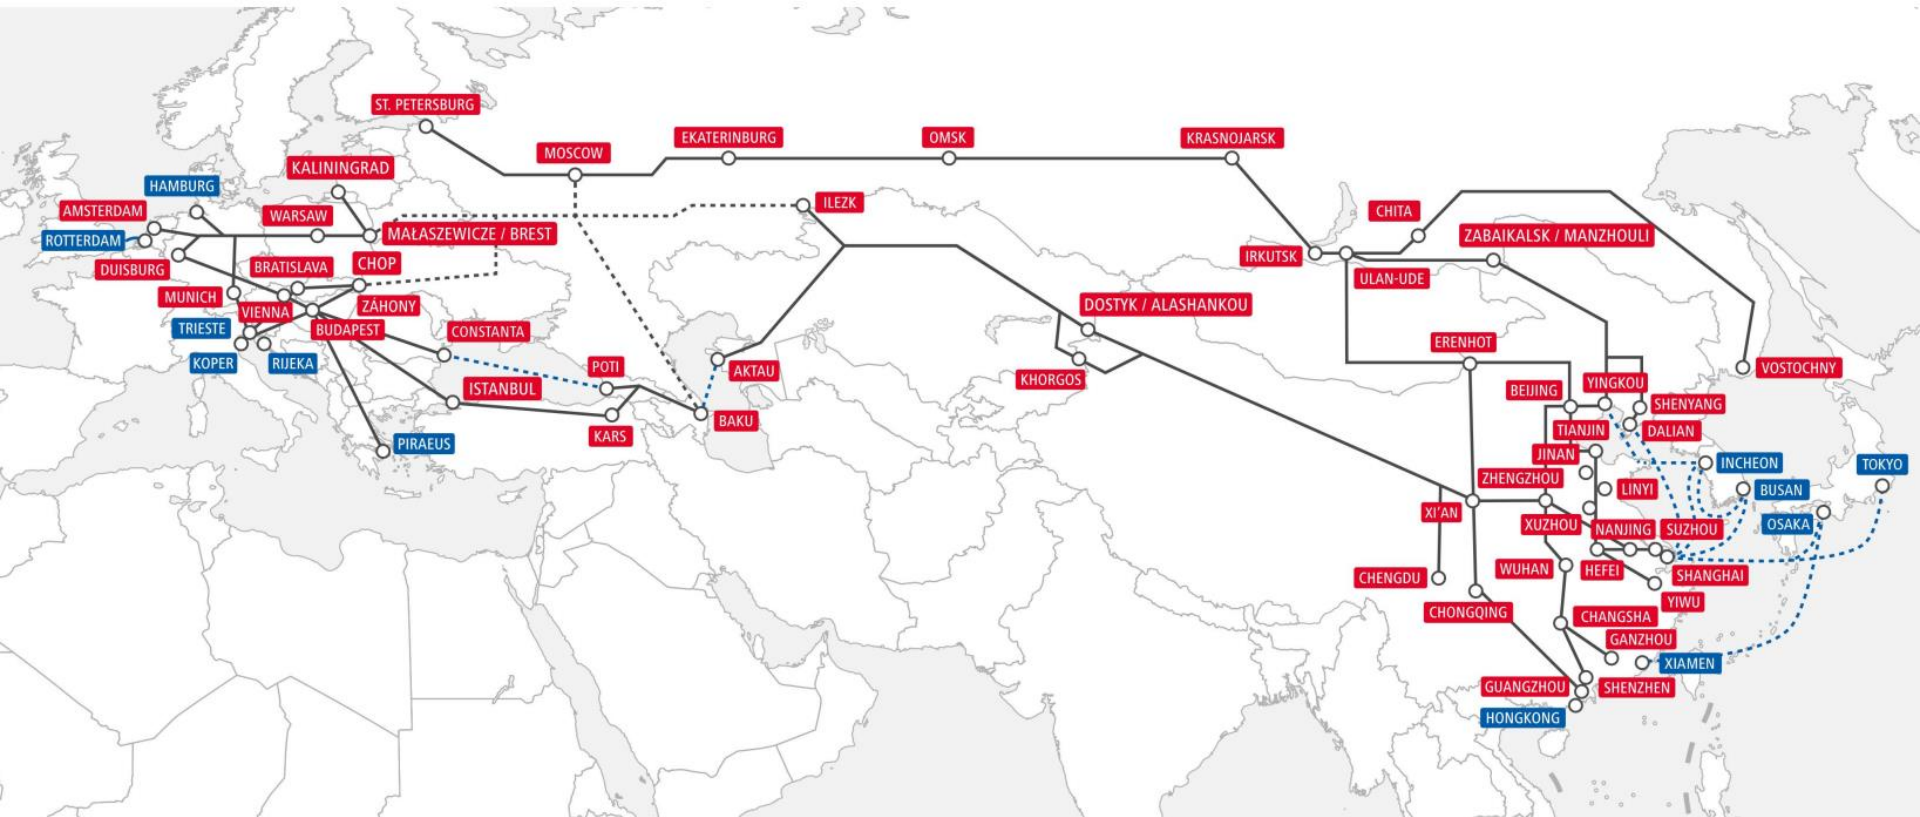 ST. PETERSBURG
MOSCOW
EKATERINBURG
OMSK
KRASNOJARSK
KALININGRAD
HAMBURG
AMSTERDAM
WARSAW
ILEZK
CHITA
ROTTERDAM
MAŁASZEWICZE / BREST
ZABAIKALSK / MANZHOULI
DUISBURG
BRATISLAVA
CHOP
IRKUTSK
ULAN-UDE
MUNICH
VIENNA
ZÁHONY
DOSTYK / ALASHANKOU
TRIESTE
BUDAPEST
CONSTANTA
KOPER
RIJEKA
POTI
AKTAU
KHORGOS
ERENHOT
VOSTOCHNY
ISTANBUL
BEIJING
YINGKOU
SHENYANG
KARS
BAKU
TIANJIN
DALIAN
PIRAEUS
JINAN
INCHEON
TOKYO
ZHENGZHOU
LINYI
BUSAN
XI'AN
XUZHOU
NANJING
SUZHOU
OSAKA
CHENGDU
WUHAN
HEFEI
SHANGHAI
YIWU
CHONGQING
CHANGSHA
GANZHOU
XIAMEN
GUANGZHOU
SHENZHEN
HONGKONG